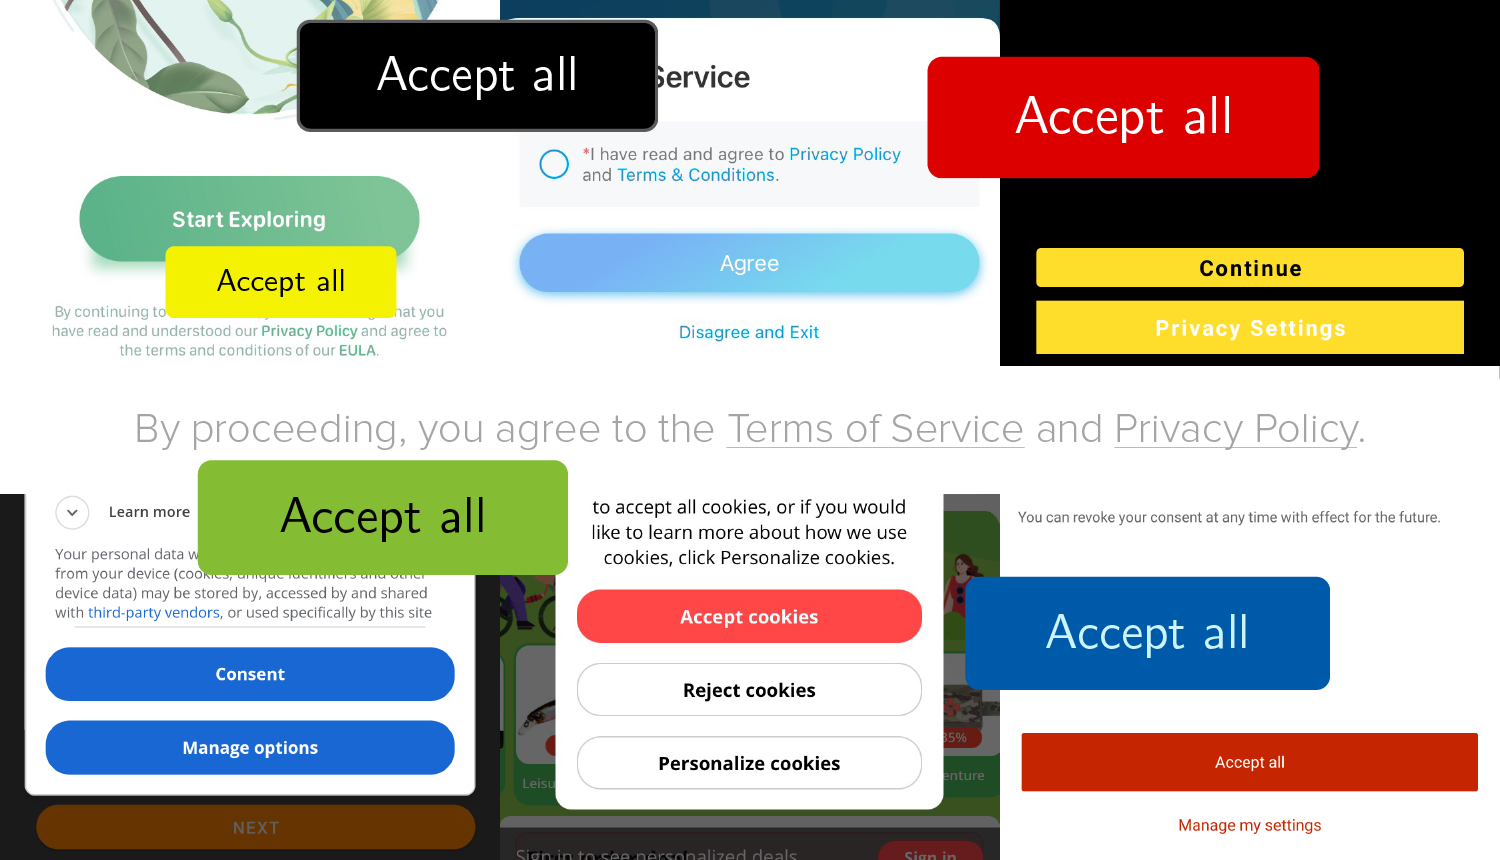 Accept all
Start Exploring
Accept all
By continuing to
hat you
have read and understood our Privacy Policy and agree to
the terms and conditions of our EULA.
Service
*I have read and agree to Privacy Policy
and Terms & Conditions.
Agree
Disagree and Exit
Accept all
Continue
Privacy Settings
By proceeding, you agree to the Terms of Service and Privacy Policy.
Accept all
Learn more
Your personal data
from your device (cookies, unique identifiers and other
device data) may be stored by, accessed by and shared
with third-party vendors, or used specifically by this site
Consent
Manage options
NEXT
to accept all cookies, or if you would
like to learn more about how we use
cookies, click Personalize cookies.
Accept cookies
Reject cookies
Personalize cookies
35%
Leisu
enture
Sign in to see personalized deals
Sign in
You can revoke your consent at any time with effect for the future.
Accept all
Accept all
Manage my settings